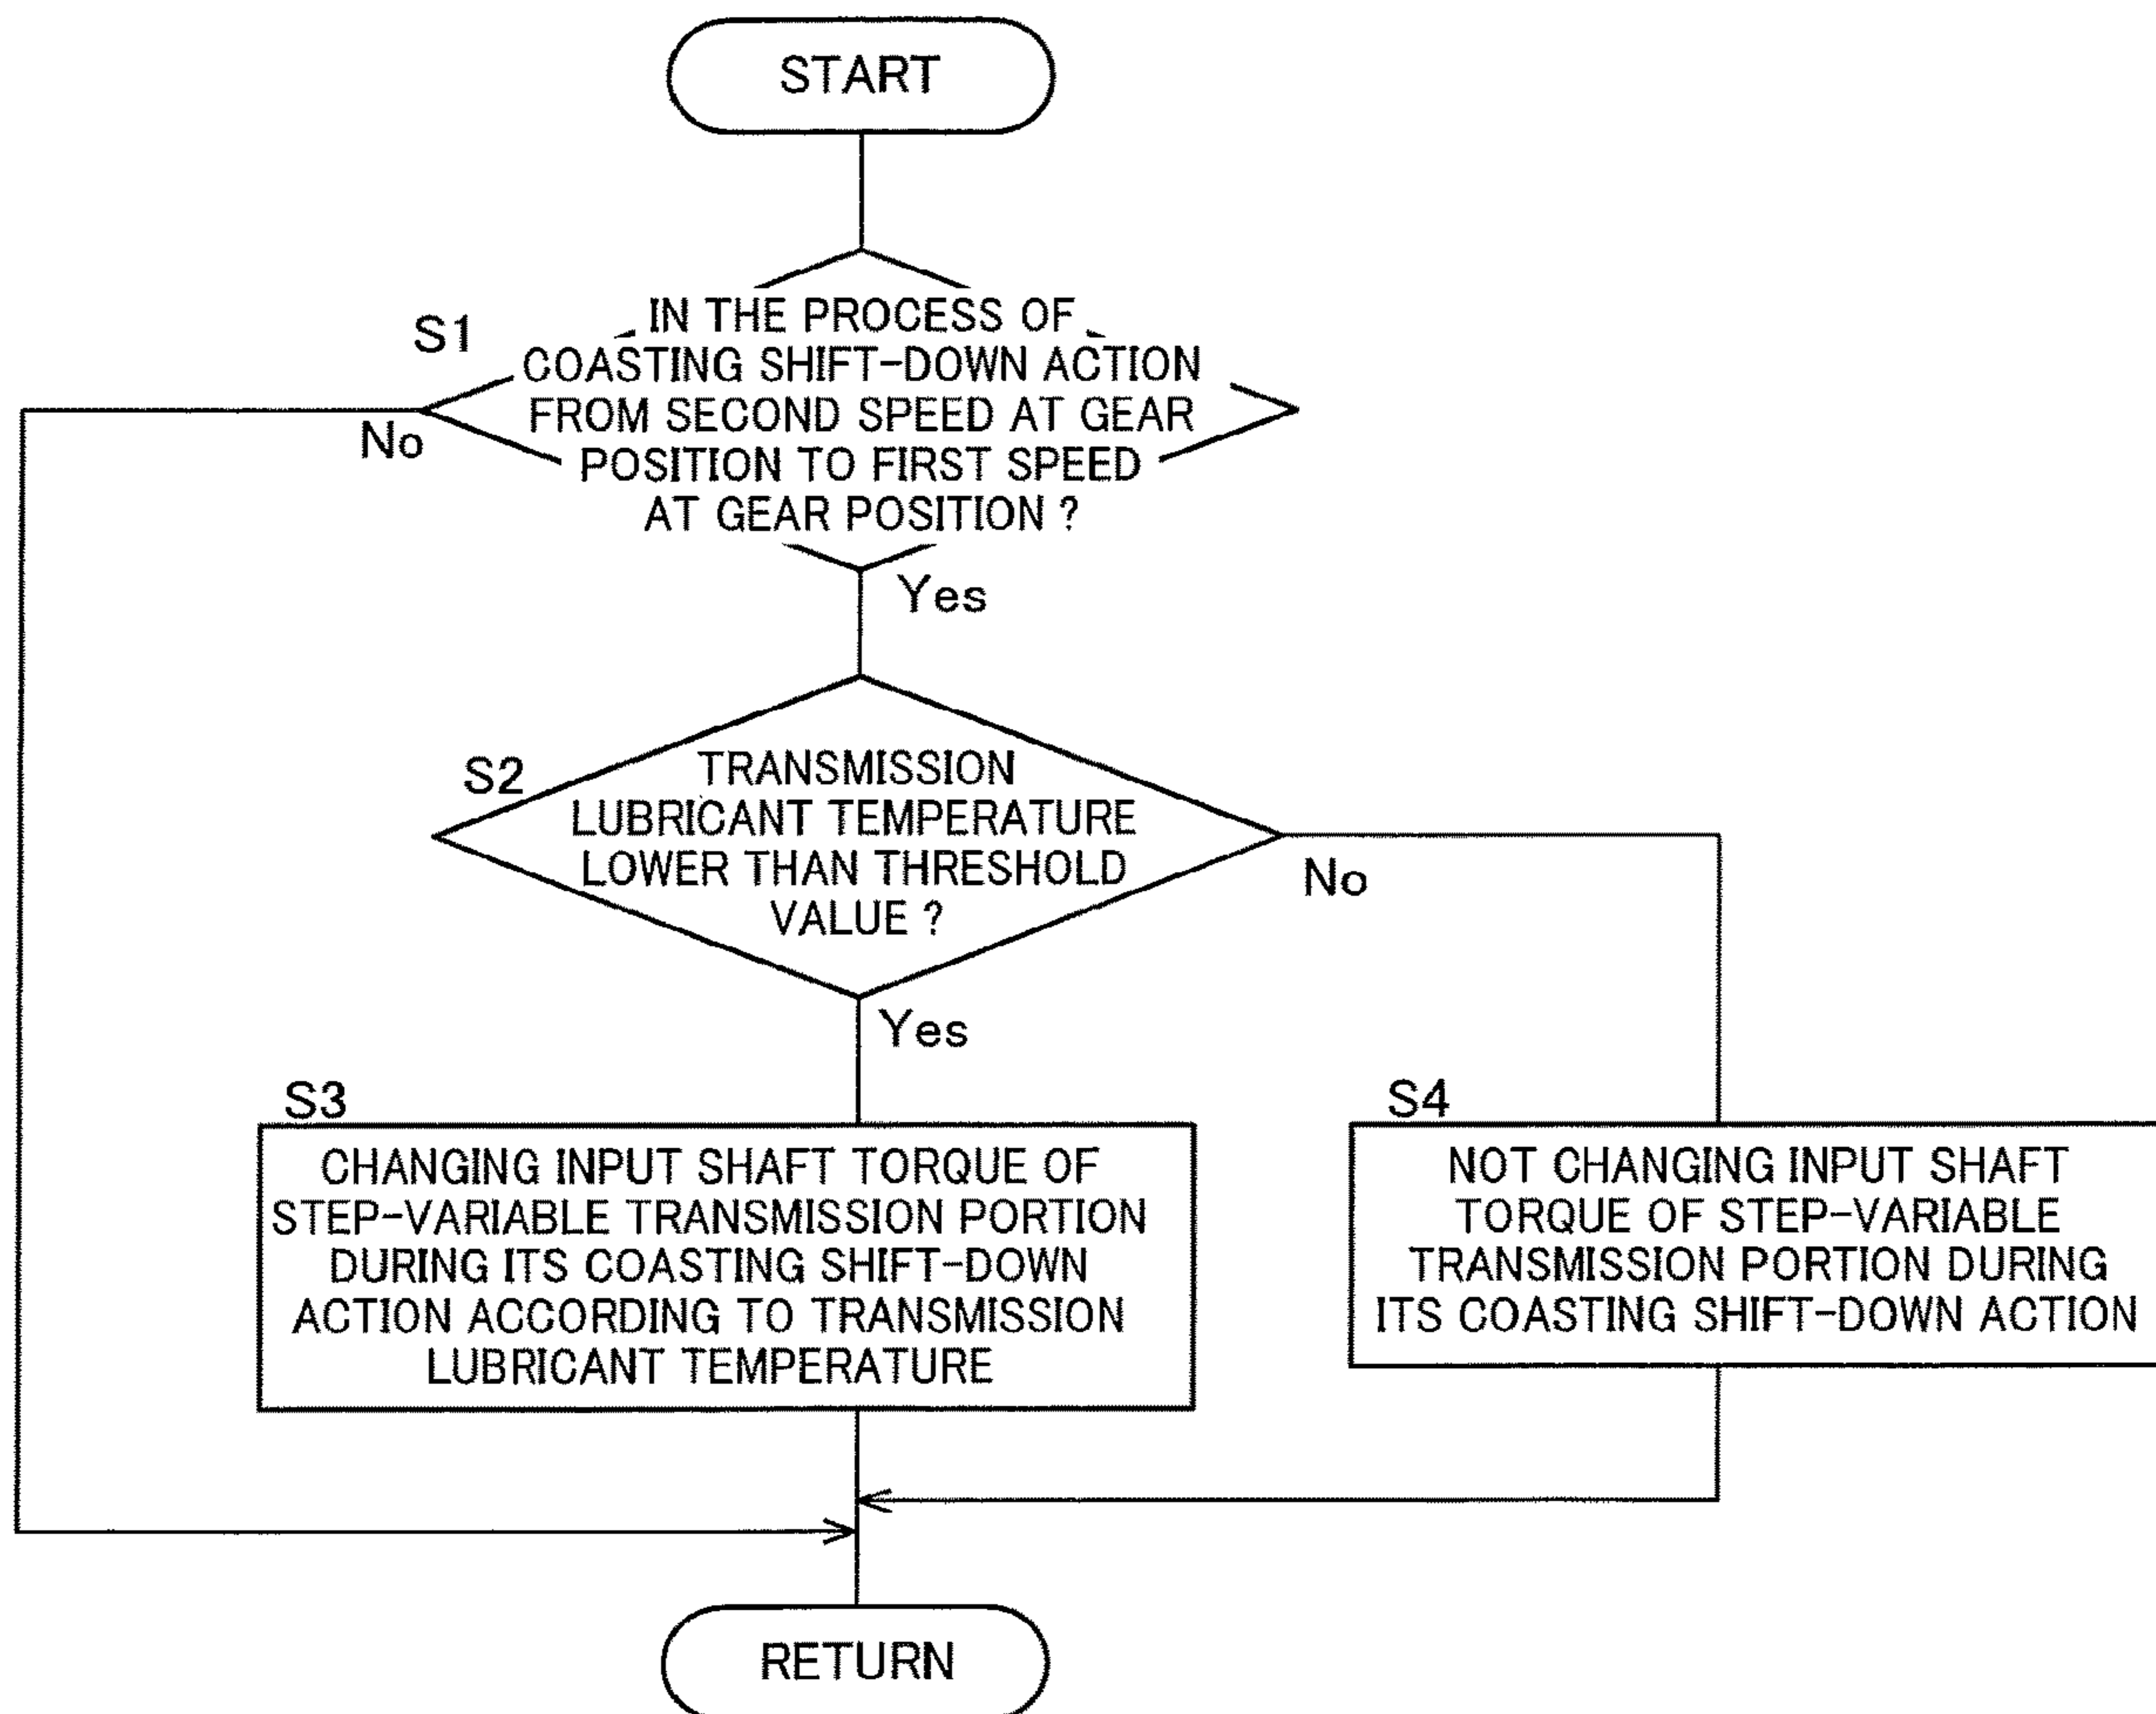 START
S1
IN THE PROCESS OF
COASTING SHIFT-DOWN ACTION
FROM SECOND SPEED AT GEAR
POSITION TO FIRST SPEED
AT GEAR POSITION ?
No
Yes
S2
TRANSMISSION
LUBRICANT TEMPERATURE
LOWER THAN THRESHOLD
VALUE ?
No
Yes
S3
CHANGING INPUT SHAFT TORQUE OF
STEP-VARIABLE TRANSMISSION PORTION
DURING ITS COASTING SHIFT-DOWN
ACTION ACCORDING TO TRANSMISSION
LUBRICANT TEMPERATURE
S4
NOT CHANGING INPUT SHAFT
TORQUE OF STEP-VARIABLE
TRANSMISSION PORTION DURING
ITS COASTING SHIFT-DOWN ACTION
RETURN